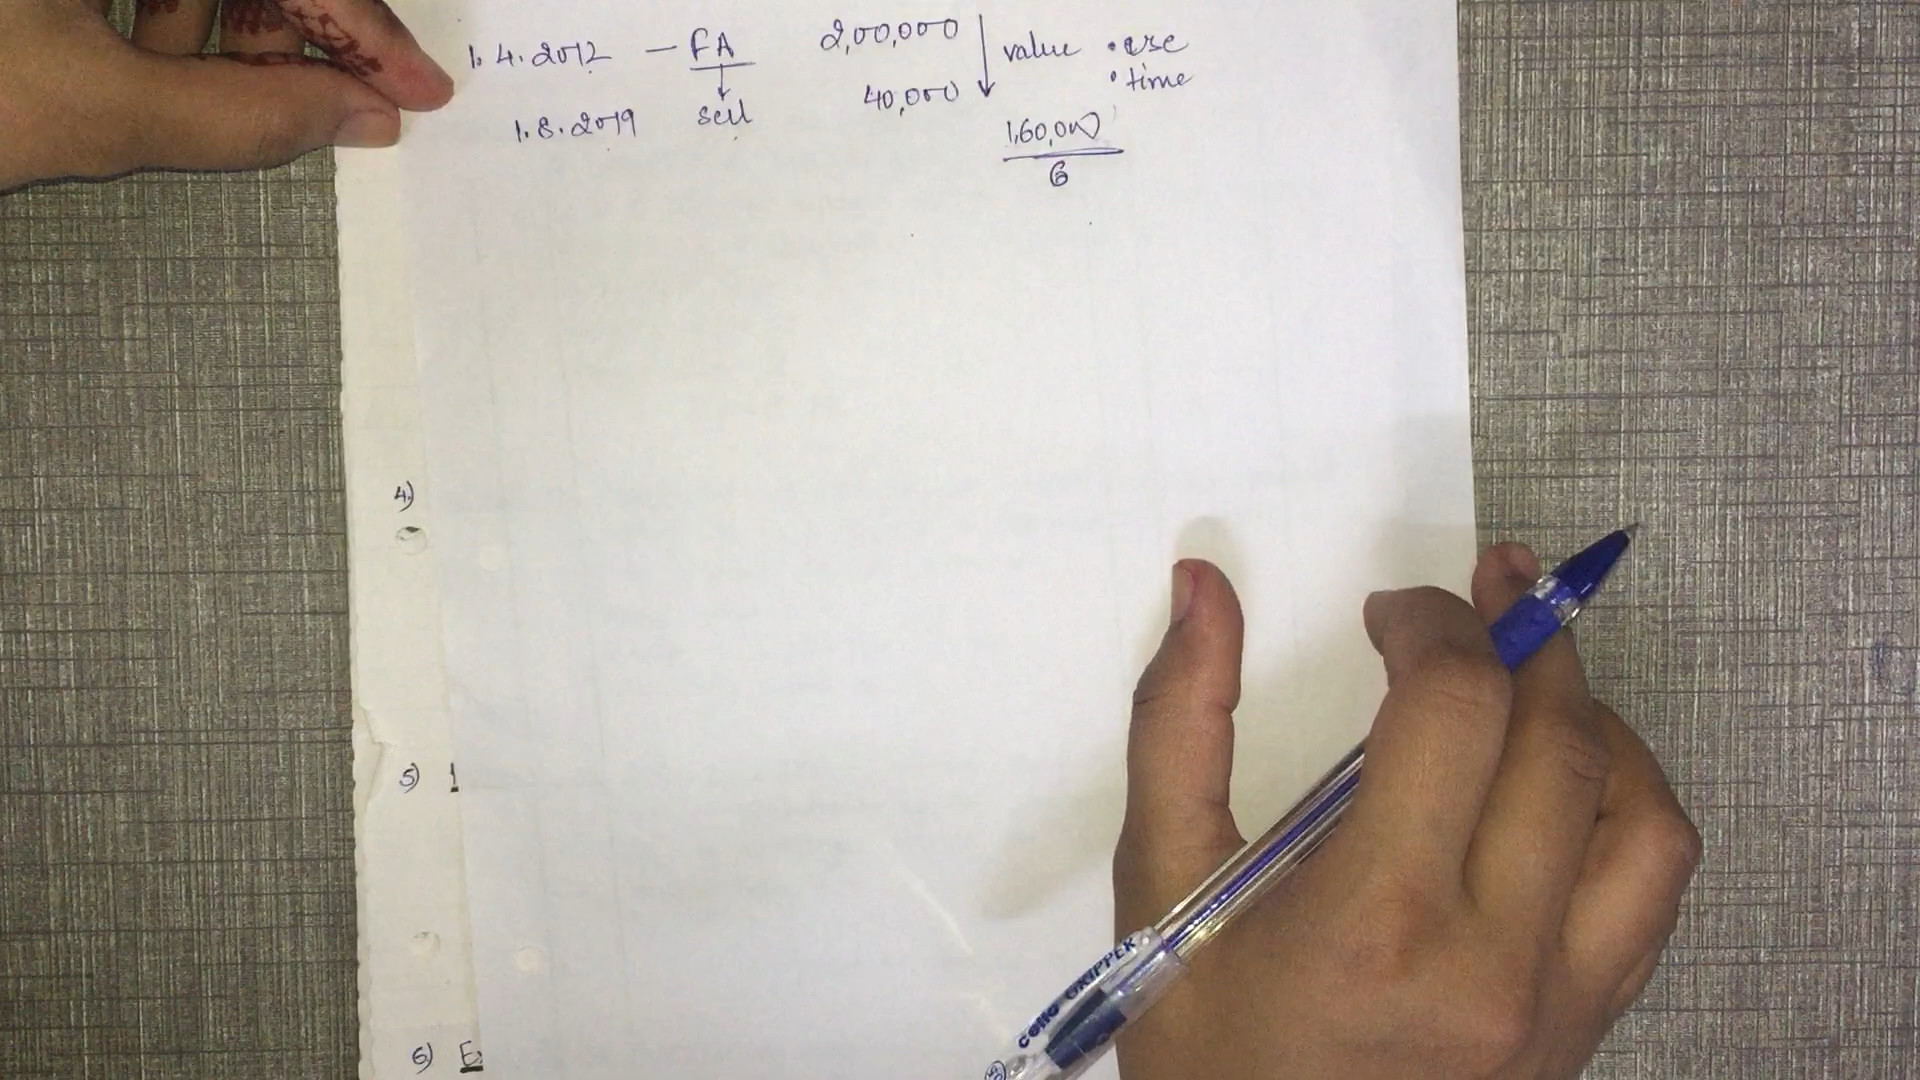 1.4.2012 — FA 2,00,000 value • use
40,000 • time
1.8.2019 sell
1,60,000
6
4)
5) 1
6) E
cello GRIPPER